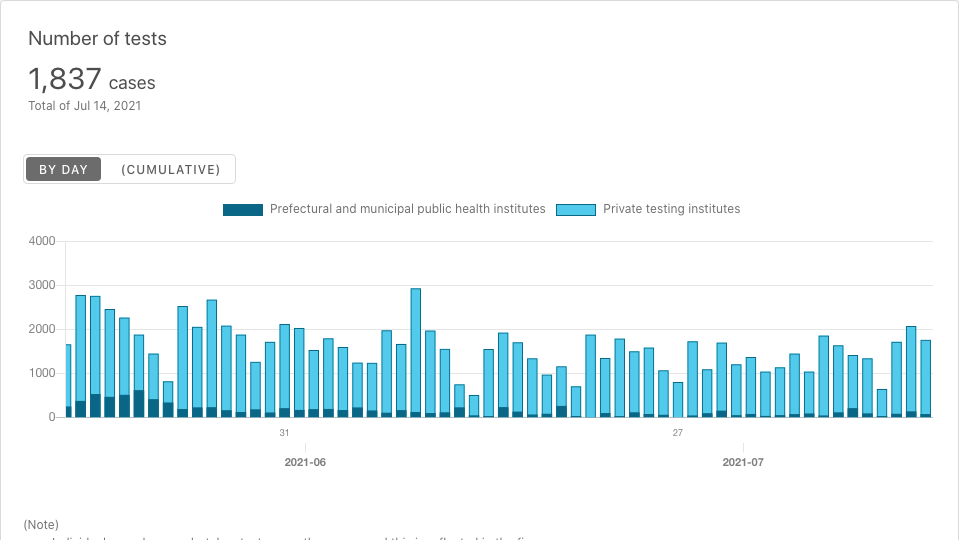 Number of tests
1,837 cases
Total of Jul 14, 2021
BY DAY (CUMULATIVE)
Prefectural and municipal public health institutes Private testing institutes
4000
3000
2000
1000
0
31 27
2021-06 2021-07
(Note)